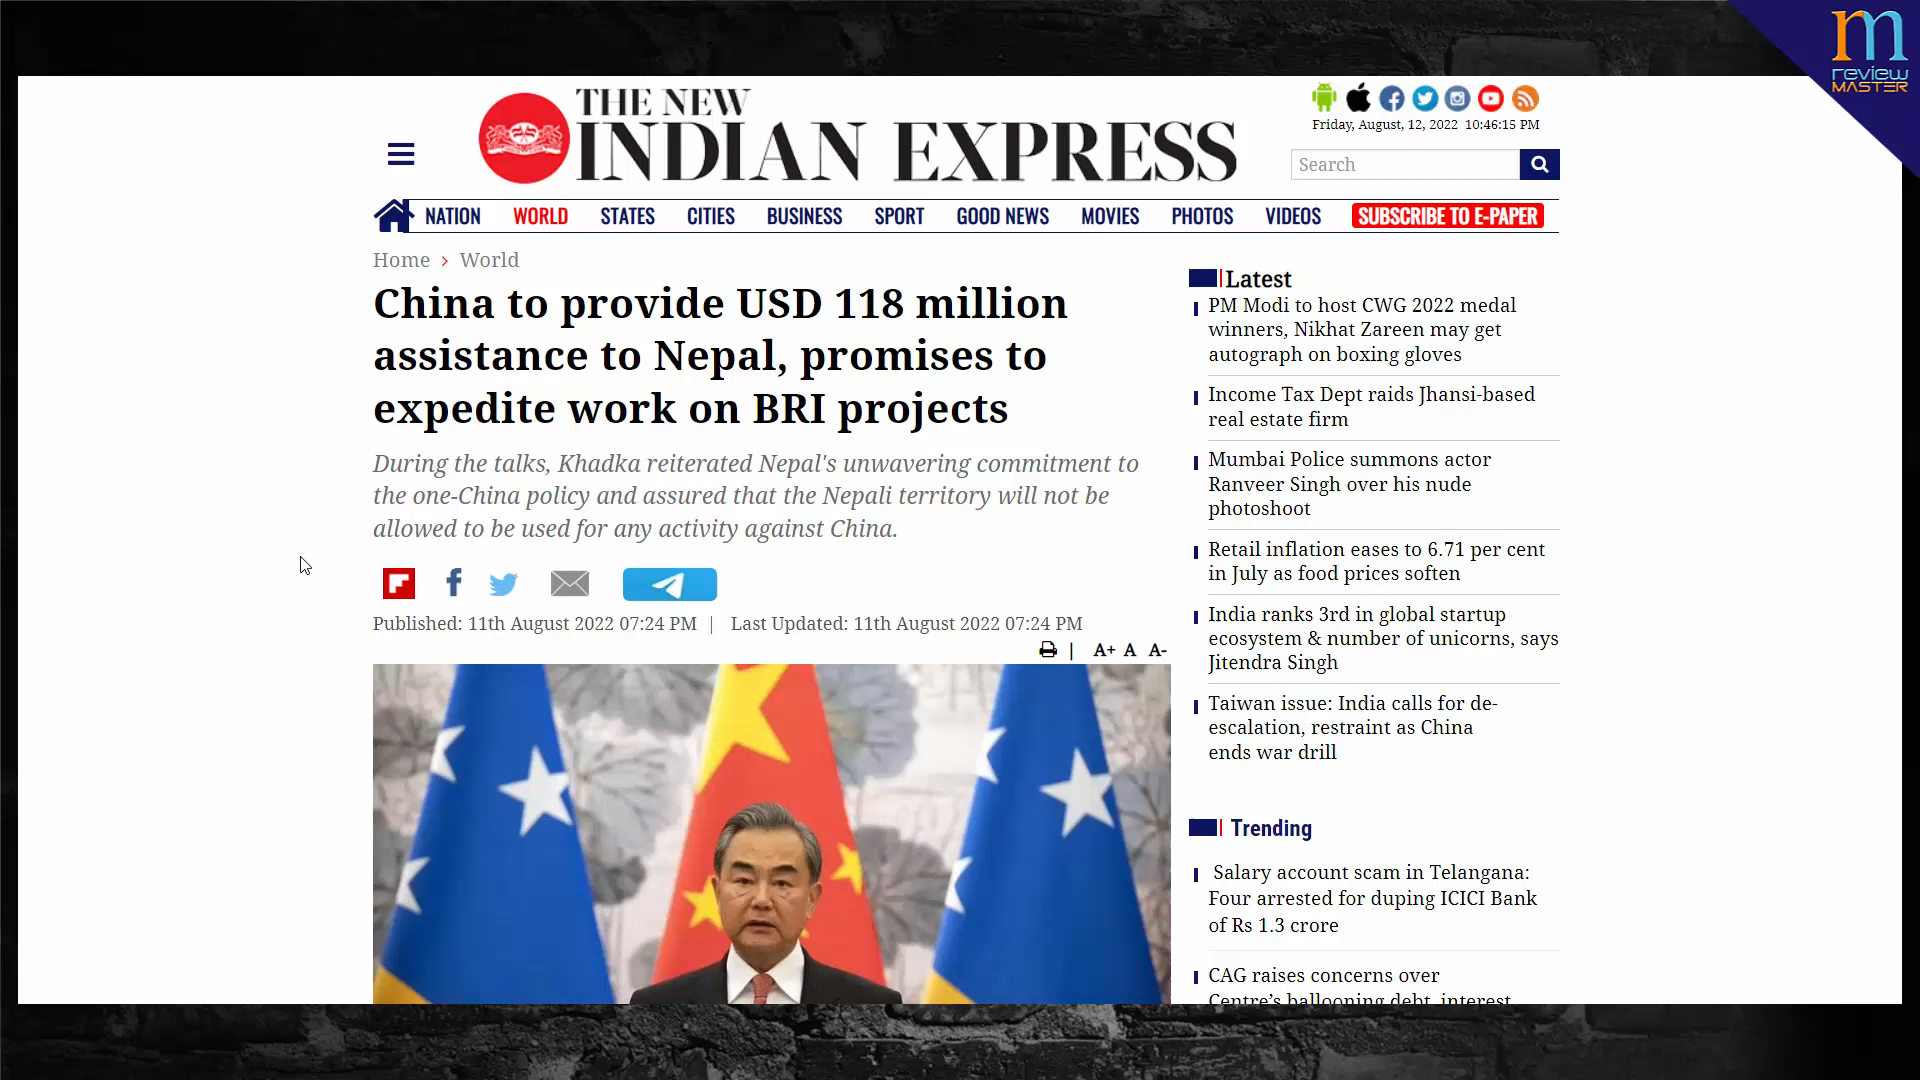 m
review
MASTER
THE NEW
INDIAN EXPRESS
Friday, August, 12, 2022 10:46:15 PM
Search
NATION WORLD STATES CITIES BUSINESS SPORT GOOD NEWS MOVIES PHOTOS VIDEOS SUBSCRIBE TO E-PAPER
Home › World
China to provide USD 118 million
assistance to Nepal, promises to
expedite work on BRI projects
During the talks, Khadka reiterated Nepal's unwavering commitment to
the one-China policy and assured that the Nepali territory will not be
allowed to be used for any activity against China.
Published: 11th August 2022 07:24 PM | Last Updated: 11th August 2022 07:24 PM
| A+ A A-
Latest
PM Modi to host CWG 2022 medal
winners, Nikhat Zareen may get
autograph on boxing gloves
Income Tax Dept raids Jhansi-based
real estate firm
Mumbai Police summons actor
Ranveer Singh over his nude
photoshoot
Retail inflation eases to 6.71 per cent
in July as food prices soften
India ranks 3rd in global startup
ecosystem & number of unicorns, says
Jitendra Singh
Taiwan issue: India calls for de-
escalation, restraint as China
ends war drill
Trending
Salary account scam in Telangana:
Four arrested for duping ICICI Bank
of Rs 1.3 crore
CAG raises concerns over
Centre's ballooning debt, interest